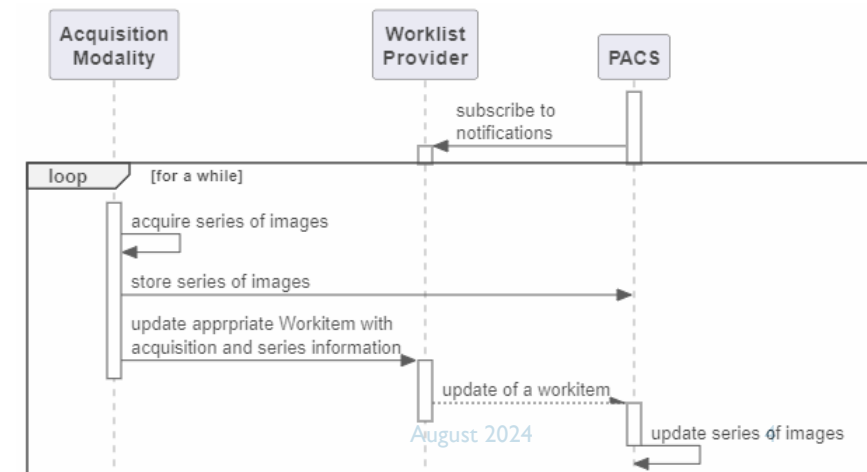 Acquisition
Modality
Worklist
Provider
PACS
subscribe to
notifications
loop
[for a while]
acquire series of images
store series of images
update apprpriate Workitem with
acquisition and series information
update of a workitem
August 2024
update series of images